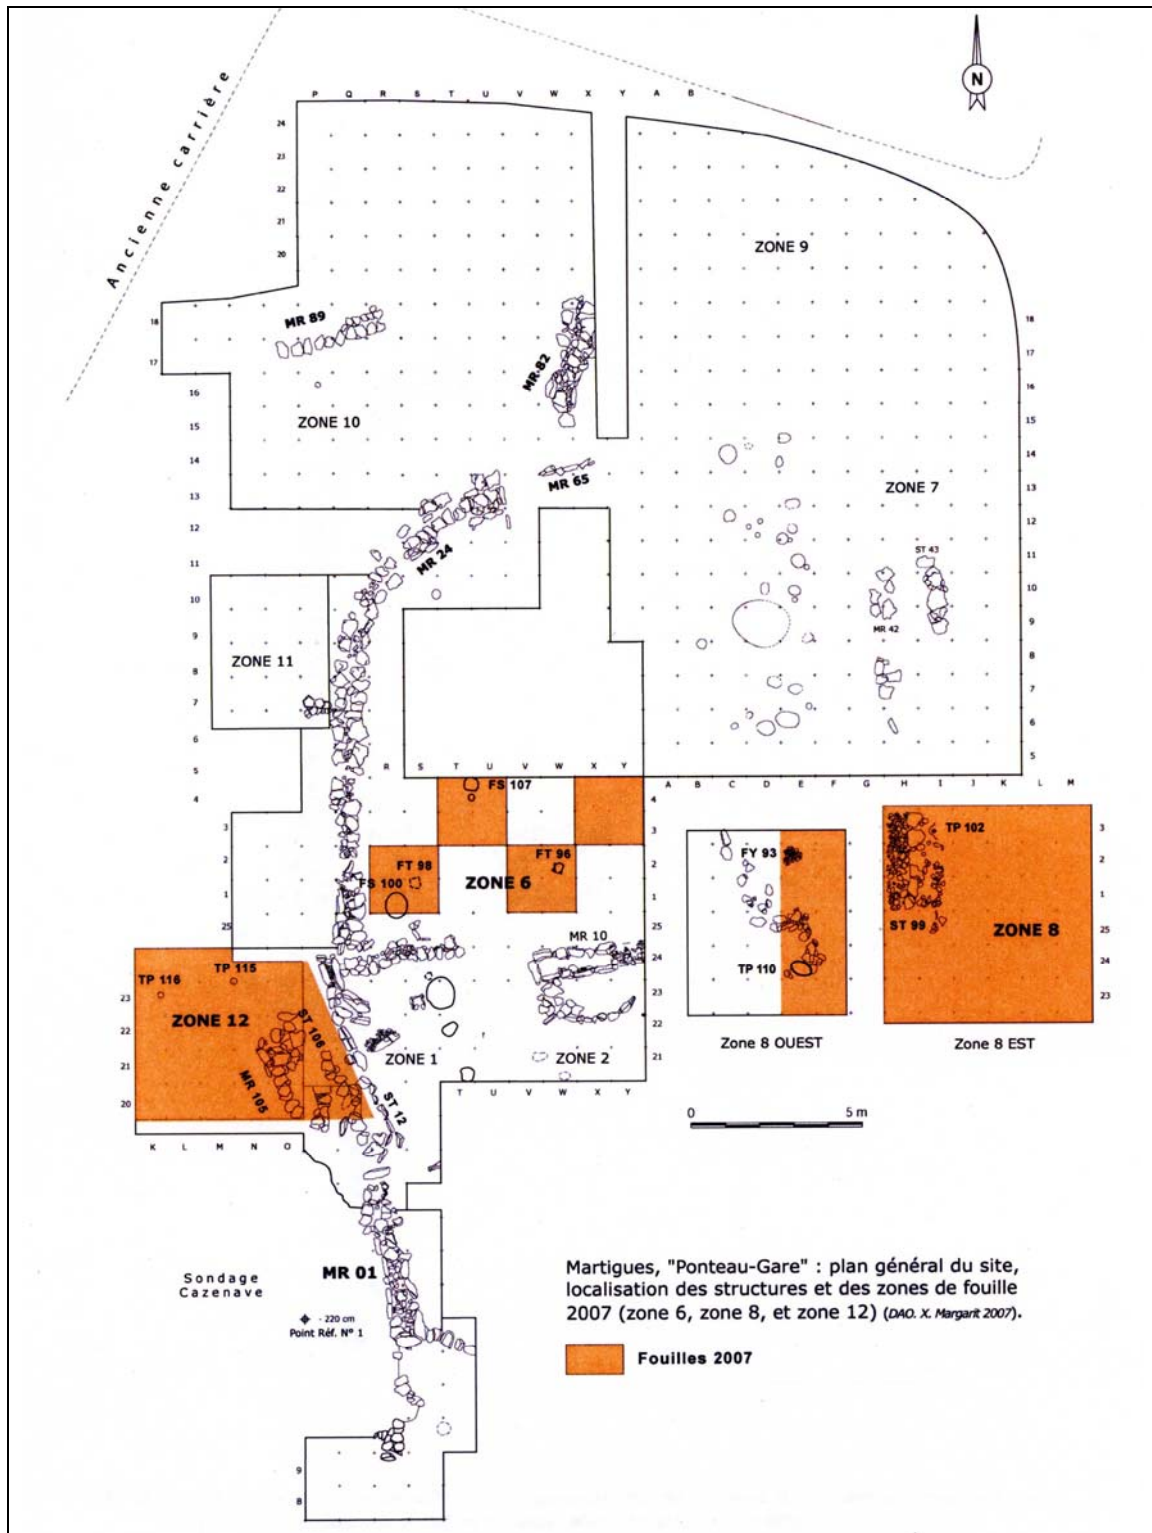 N
Ancienne carrière
P Q R S T U V W X Y A B
24
23
22
21
20
ZONE 9
18
17
MR 89
MR 82
18
17
16
15
14
13
12
11
10
9
8
7
6
5
16
15
14
13
12
11
10
9
8
7
6
5
4
ZONE 10
MR 65
ZONE 7
MR 24
ST 43
MR 42
ZONE 11
R S T U V W X Y A B C D E F G H I J K L M
FS 107
4
3
2
1
25
24
23
22
21
3
2
1
25
FT 98
FT 96
FS 100
ZONE 6
FY 93
TP 102
3
2
1
25
24
23
ST 99
ZONE 8
TP 110
MR 10
TP 116
TP 115
23
22
21
20
ZONE 12
ST 106
MR 105
ZONE 1
ZONE 2
Zone 8 OUEST
Zone 8 EST
T U V W X Y
ST 12
0 5 m
K L M N O
MR 01
Sondage
Cazenave
- 220 cm
Point Réf. N° 1
Martigues, "Ponteau-Gare" : plan général du site,
localisation des structures et des zones de fouille
2007 (zone 6, zone 8, et zone 12) (DAO. X. Margarit 2007).
Fouilles 2007
9
8